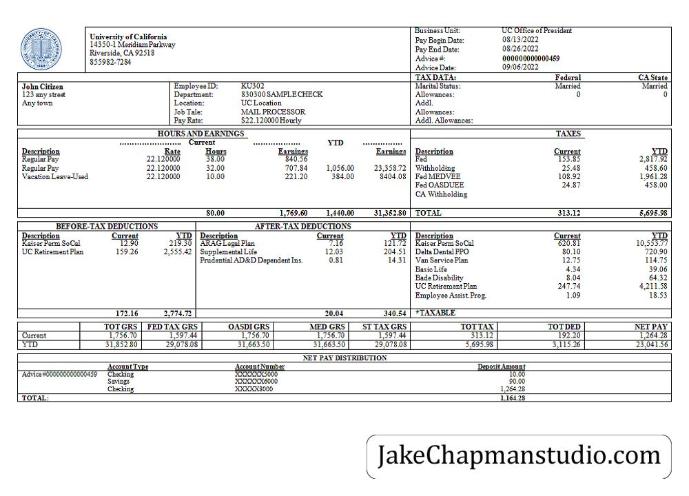 University of California
14350-1 Meridian Parkway
Riverside, CA 92518
855982-7284
Business Unit: UC Office of President
Pay Begin Date: 08/13/2022
Pay End Date: 08/26/2022
Advice #: 000000000000459
Advice Date: 09/06/2022
John Citizen
123 any street
Any town
Employee ID: KU302
Department: 830300 SAMPLE CHECK
Location: UC Location
Job Tale: MAIL PROCESSOR
Pay Rate: $22.120000 Hourly
TAX DATA: Federal CA State
Marital Status: Married Married
Allowances: 0 0
Addl.
Allowances:
Addl. Allowances:
HOURS AND EARNINGS
Current YTD
Description Rate Hours Earnings Earnings
Regular Pay 22.120000 38.00 840.56
Regular Pay 22.120000 32.00 707.84 1,056.00 23,358.72
Vacation Leave-Used 22.120000 10.00 221.20 384.00 8404.08
80.00 1,769.60 1,440.00 31,352.80
TAXES
Description Current YTD
Fed 153.85 2,817.92
Withholding 25.48 458.60
Fed MEDVEE 108.92 1,961.28
Fed OASDUEE 24.87 458.00
CA Withholding
TOTAL 313.12 5,695.98
BEFORE-TAX DEDUCTIONS
Description Current YTD
Kaiser Perm SoCal 12.90 219.30
UC Retirement Plan 159.26 2,555.42
172.16 2,774.72
AFTER-TAX DEDUCTIONS
Description Current YTD
ARAG Legal Plan 7.16 121.72
Supplemental Life 12.03 204.51
Prudential AD&D Dependent Ins. 0.81 14.31
20.04 340.54
Description Current YTD
Kaiser Perm SoCal 620.81 10,553.77
Delta Dental PPO 80.10 720.90
Van Service Plan 12.75 114.75
Basic Life 4.34 39.06
Eade Disability 8.04 64.32
UC Retirement Plan 247.74 4,211.58
Employee Assist. Prog. 1.09 18.53
*TAXABLE
TOT GRS FED TAX GRS OASDI GRS MED GRS ST TAX GRS TOT TAX TOT DED NET PAY
Current 1,756.70 1,597.44 1,756.70 1,756.70 1,597.44 313.12 192.20 1,264.28
YTD 31,852.80 29,078.08 31,663.50 31,663.50 29,078.08 5,695.98 3,115.26 23,041.56
NET PAY DISTRIBUTION
Account Type Account Number Deposit Amount
Advice #000000000000459 Checking XXXXXX5000 10.00
Savings XXXXXX6000 90.00
Checking XXXXX8000 1,264.28
TOTAL: 1,164.28
JakeChapmanstudio.com